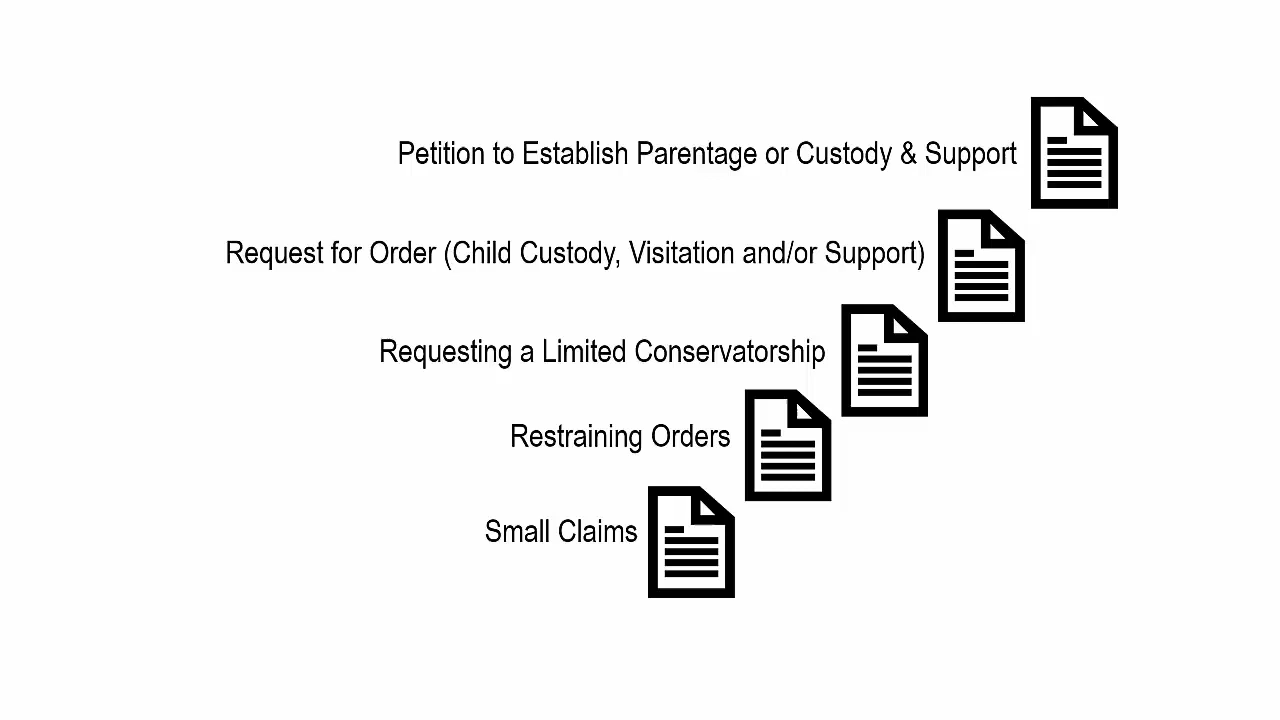 Petition to Establish Parentage or Custody & Support
Request for Order (Child Custody, Visitation and/or Support)
Requesting a Limited Conservatorship
Restraining Orders
Small Claims